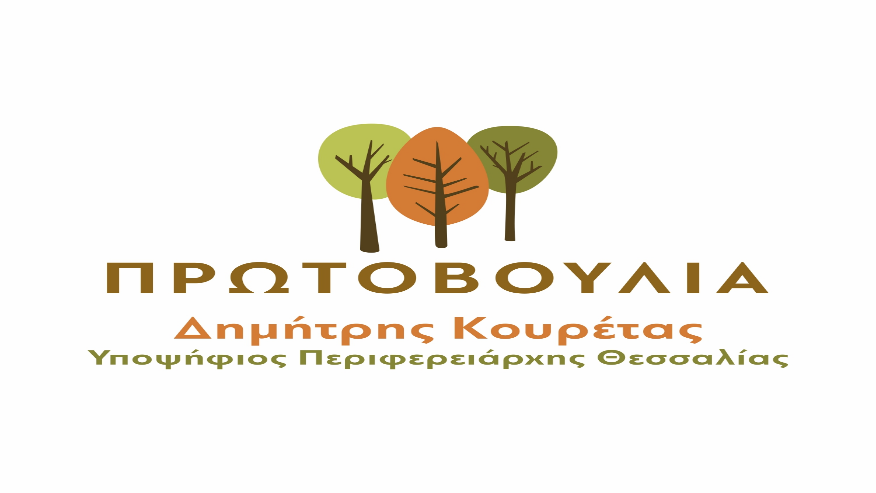 ΠΡΩΤΟΒΟΥΛΙΑ
Δημήτρης Κουρέτας
Υποψήφιος Περιφερειάρχης Θεσσαλίας